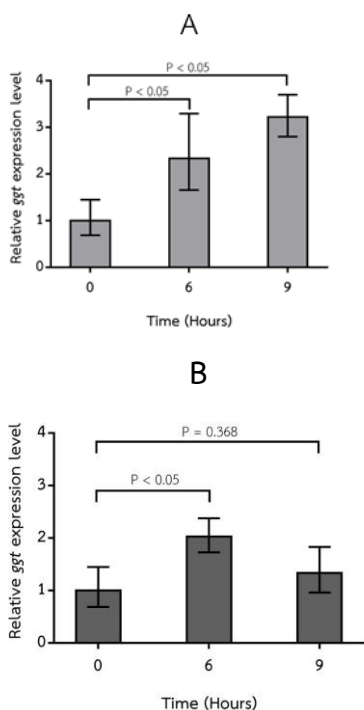 A
P < 0.05
P < 0.05
Relative ggt expression level
4
3
2
1
0
0 6 9
Time (Hours)
B
P = 0.368
P < 0.05
Relative ggt expression level
4
3
2
1
0
0 6 9
Time (Hours)